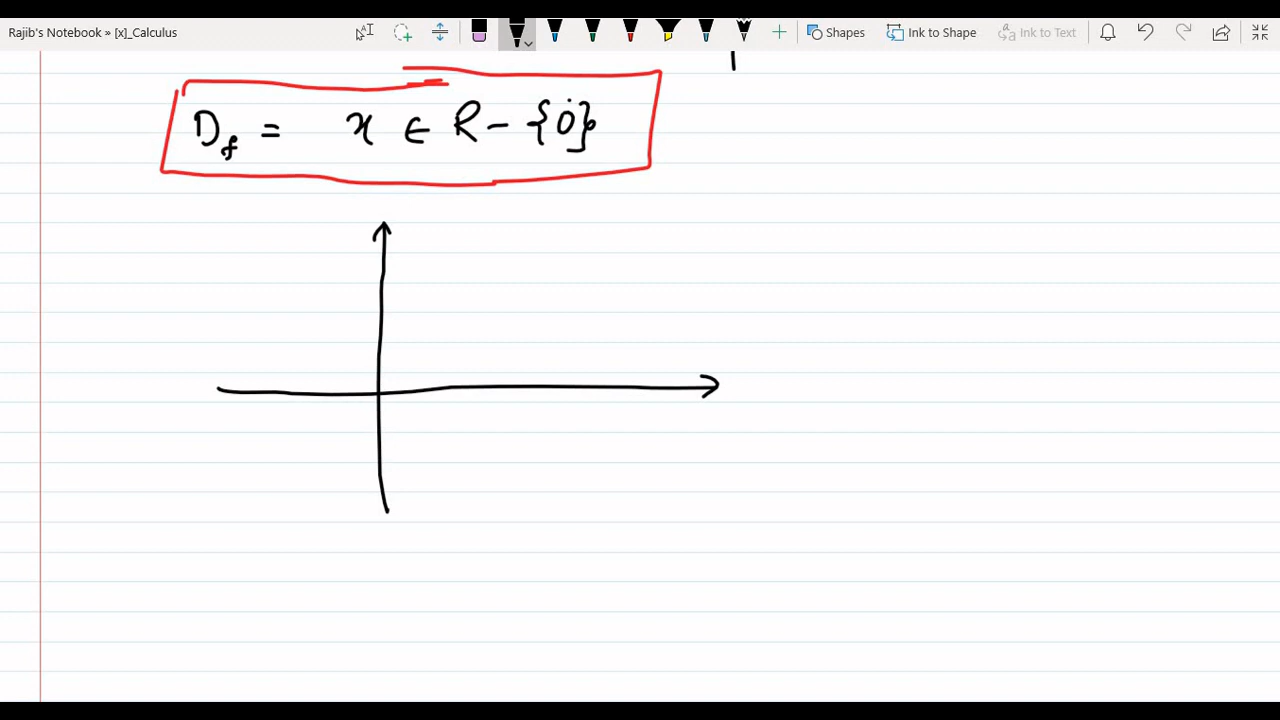 Rajib's Notebook » [x]_Calculus
Shapes
Ink to Shape
Ink to Text
D_f = x ∈ R - {0}